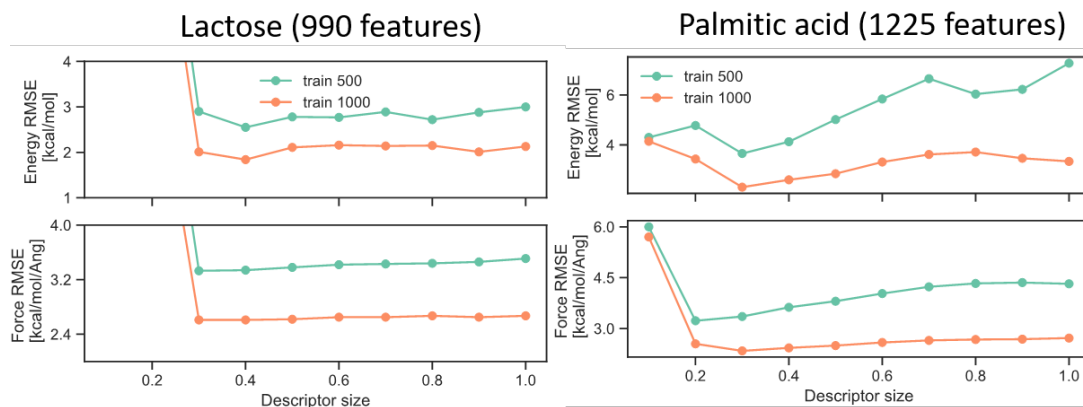 Lactose (990 features)
Palmitic acid (1225 features)
4
3
2
1
Energy RMSE
[kcal/mol]
train 500
train 1000
6
4
Energy RMSE
[kcal/mol]
train 500
train 1000
4.0
3.2
2.4
Force RMSE
[kcal/mol/Ang]
0.2
0.4
0.6
0.8
1.0
Descriptor size
6.0
4.5
3.0
Force RMSE
[kcal/mol/Ang]
0.2
0.4
0.6
0.8
1.0
Descriptor size